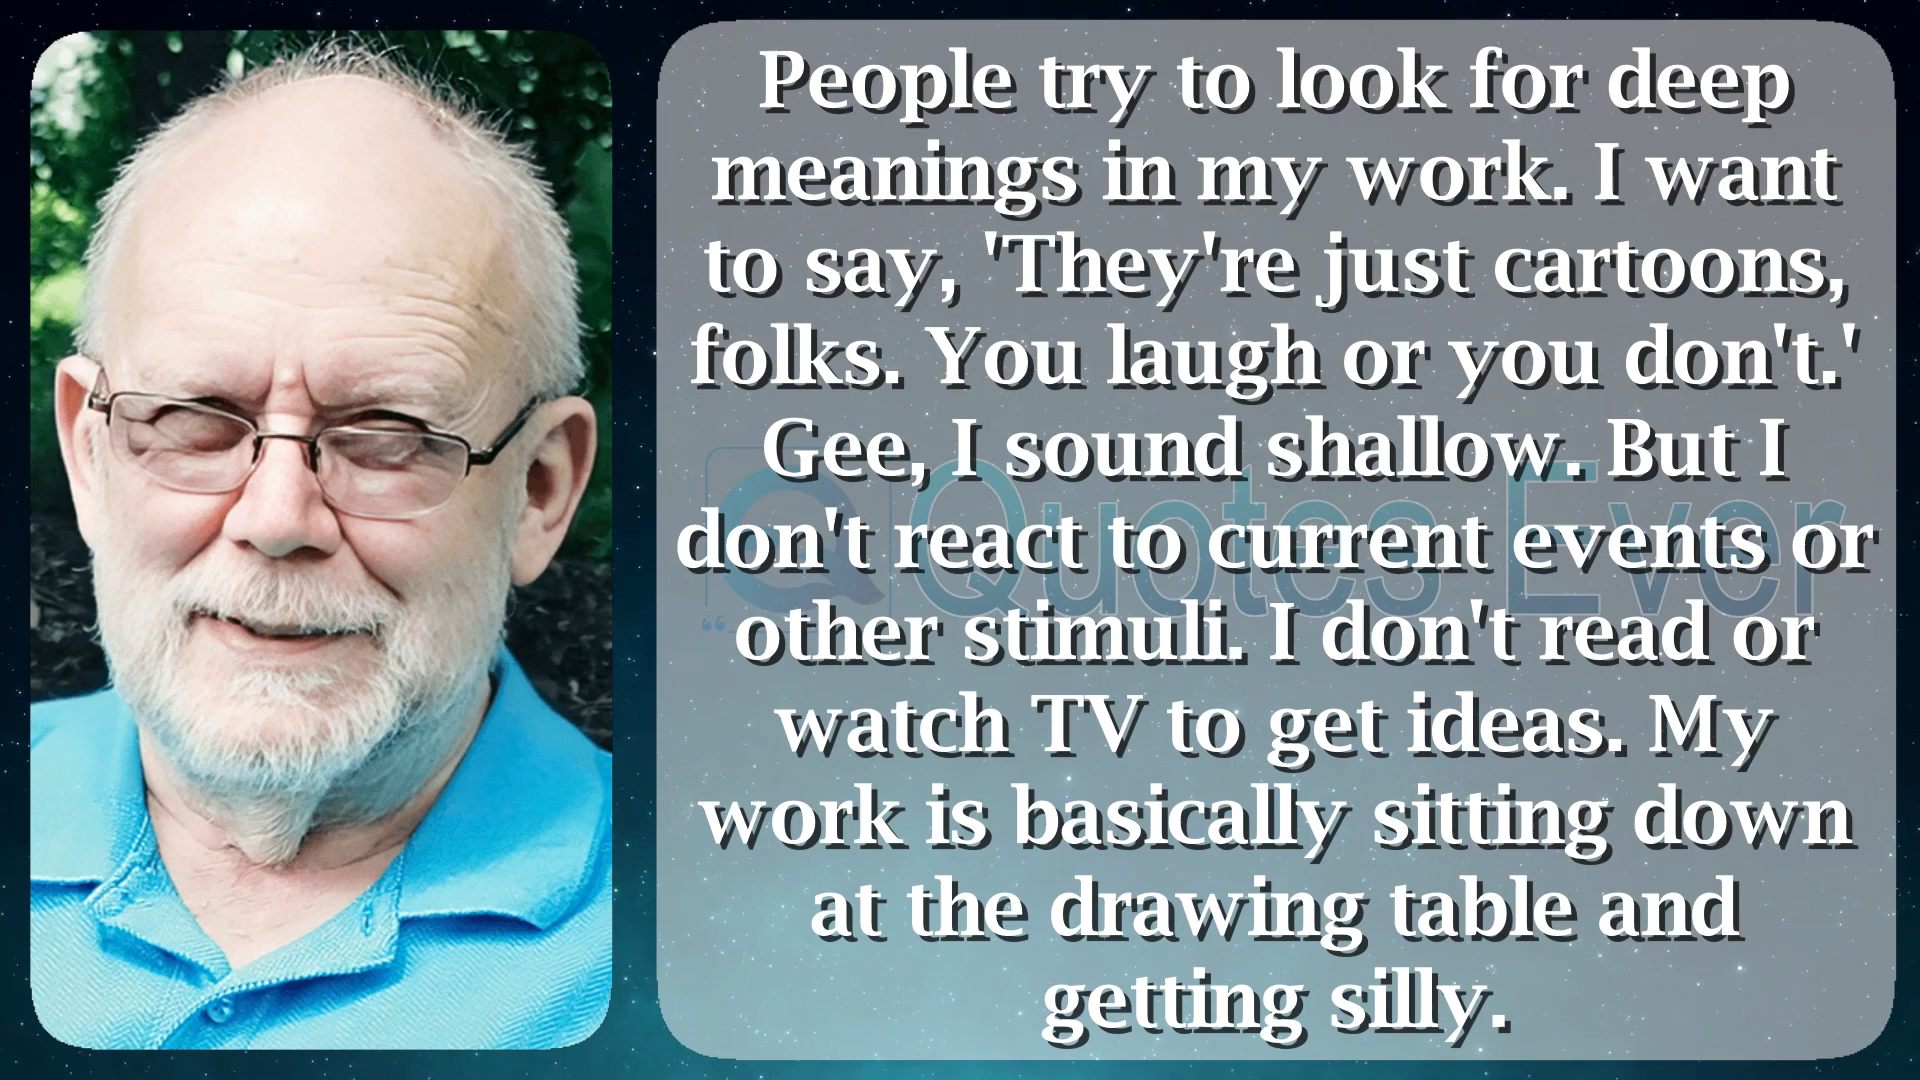 People try to look for deep
meanings in my work. I want
to say, 'They're just cartoons,
folks. You laugh or you don't.'
Gee, I sound shallow. But I
don't react to current events or
other stimuli. I don't read or
watch TV to get ideas. My
work is basically sitting down
at the drawing table and
getting silly.
Quotes Ever